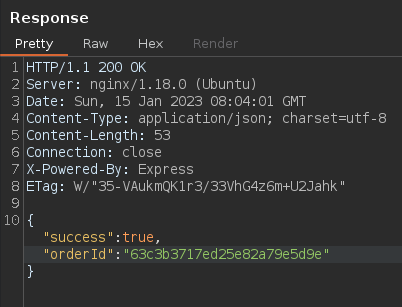 Response
Pretty Raw Hex Render
1 HTTP/1.1 200 OK
2 Server: nginx/1.18.0 (Ubuntu)
3 Date: Sun, 15 Jan 2023 08:04:01 GMT
4 Content-Type: application/json; charset=utf-8
5 Content-Length: 53
6 Connection: close
7 X-Powered-By: Express
8 ETag: W/"35-VAukmQK1r3/33VhG4z6m+U2Jahk"
9
10 {
"success":true,
"orderId":"63c3b3717ed25e82a79e5d9e"
}